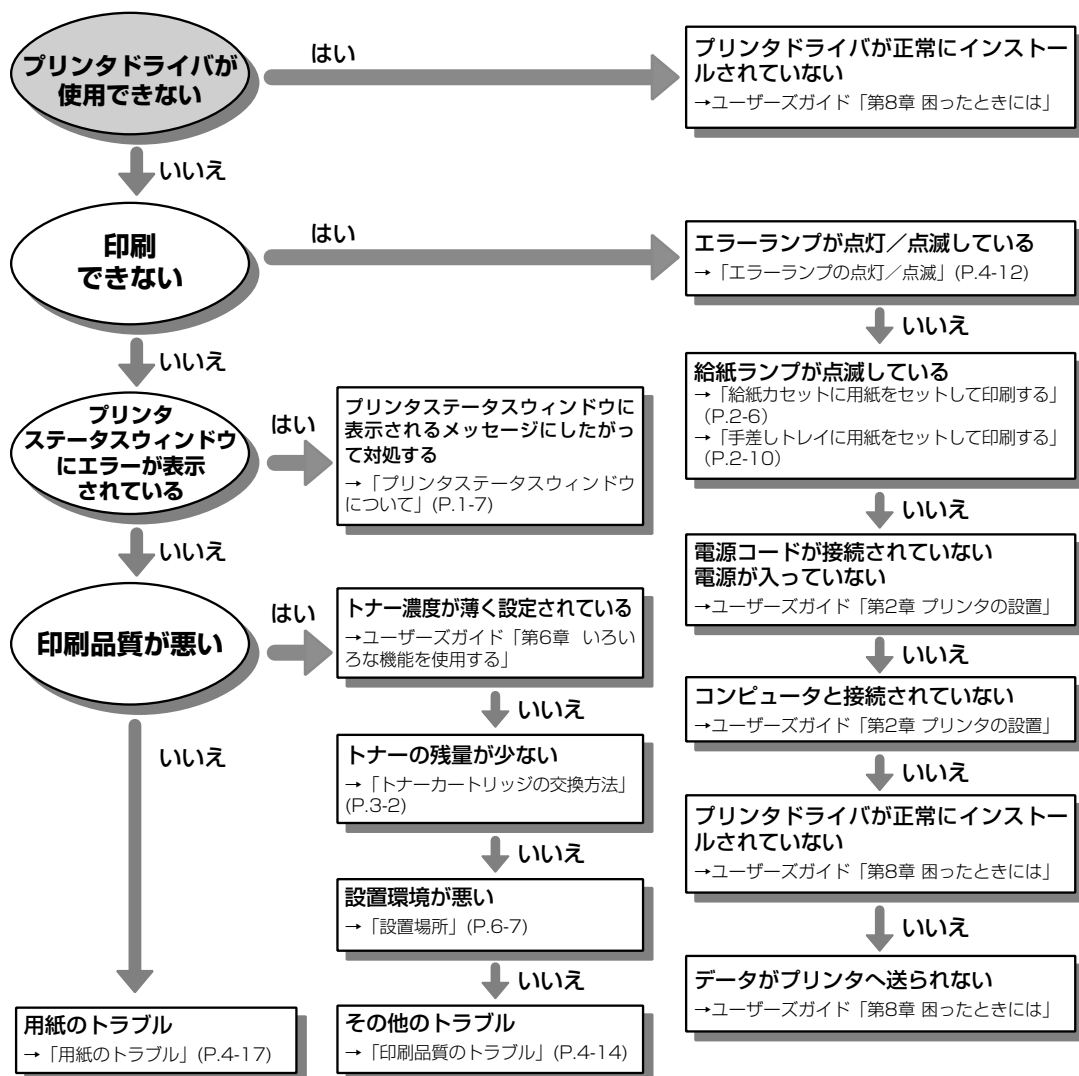 プリンタドライバが
使用できない
はい
プリンタドライバが正常にインストー
ルされていない
→ユーザーズガイド「第8章 困ったときには」
いいえ
印刷
できない
はい
エラーランプが点灯／点滅している
→「エラーランプの点灯／点滅」(P.4-12)
いいえ
給紙ランプが点滅している
→「給紙カセットに用紙をセットして印刷する」
(P.2-6)
→「手差しトレイに用紙をセットして印刷する」
(P.2-10)
いいえ
電源コードが接続されていない
電源が入っていない
→ユーザーズガイド「第2章 プリンタの設置」
いいえ
コンピュータと接続されていない
→ユーザーズガイド「第2章 プリンタの設置」
いいえ
プリンタドライバが正常にインストー
ルされていない
→ユーザーズガイド「第8章 困ったときには」
いいえ
データがプリンタへ送られない
→ユーザーズガイド「第8章 困ったときには」
いいえ
プリンタ
ステータスウィンドウ
にエラーが表示
されている
はい
プリンタステータスウィンドウに
表示されるメッセージにしたがっ
て対処する
→「プリンタステータスウィンドウ
について」(P.1-7)
いいえ
印刷品質が悪い
はい
トナー濃度が薄く設定されている
→ユーザーズガイド「第6章 いろい
ろな機能を使用する」
いいえ
トナーの残量が少ない
→「トナーカートリッジの交換方法」
(P.3-2)
いいえ
設置環境が悪い
→「設置場所」(P.6-7)
いいえ
その他のトラブル
→「印刷品質のトラブル」(P.4-14)
いいえ
用紙のトラブル
→「用紙のトラブル」(P.4-17)